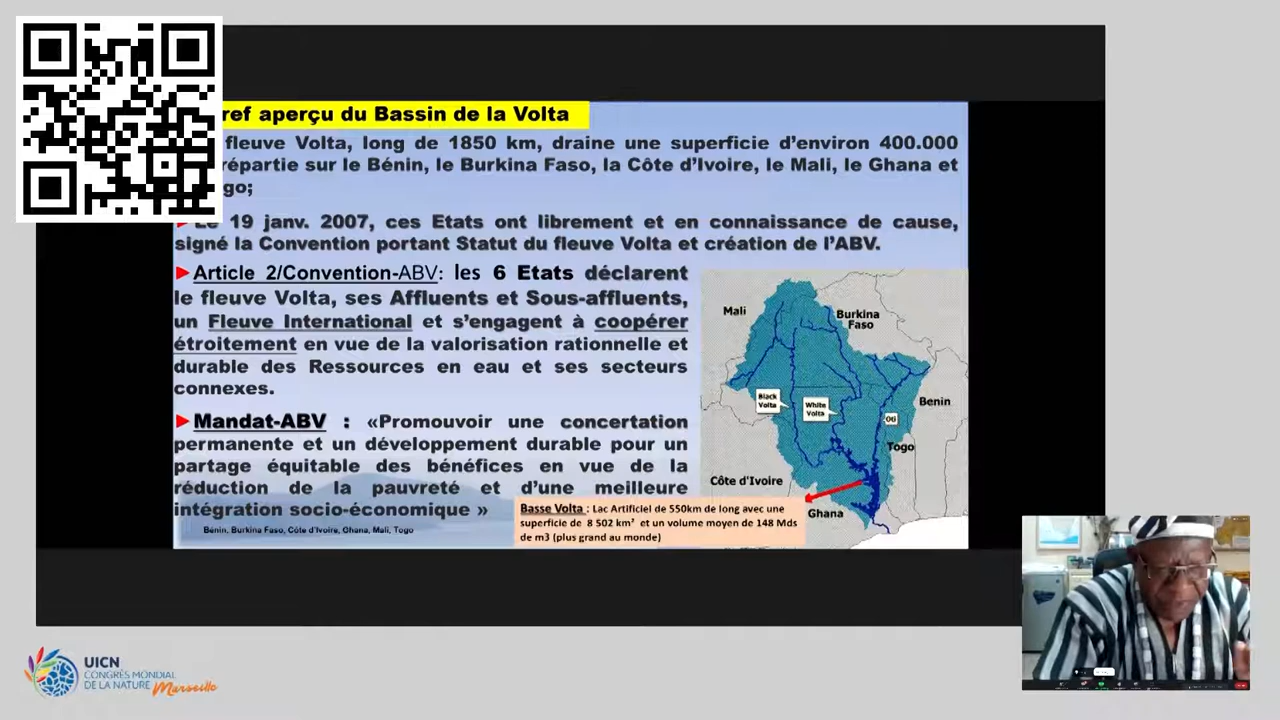 ref aperçu du Bassin de la Volta
fleuve Volta, long de 1850 km, draine une superficie d’environ 400.000
répartie sur le Bénin, le Burkina Faso, la Côte d’Ivoire, le Mali, le Ghana et
go;
Le 19 janv. 2007, ces Etats ont librement et en connaissance de cause,
signé la Convention portant Statut du fleuve Volta et création de l’ABV.
Article 2/Convention-ABV: les 6 Etats déclarent
le fleuve Volta, ses Affluents et Sous-affluents,
un Fleuve International et s’engagent à coopérer
étroitement en vue de la valorisation rationnelle et
durable des Ressources en eau et ses secteurs
connexes.
Mandat-ABV : «Promouvoir une concertation
permanente et un développement durable pour un
partage équitable des bénéfices en vue de la
réduction de la pauvreté et d’une meilleure
intégration socio-économique »
Bénin, Burkina Faso, Côte d'Ivoire, Ghana, Mali, Togo
Mali
Burkina
Faso
Black
Volta
White
Volta
Oti
Benin
Togo
Côte d'Ivoire
Ghana
Basse Volta : Lac Artificiel de 550km de long avec une
superficie de 8 502 km² et un volume moyen de 148 Mds
de m3 (plus grand au monde)
UICN
CONGRÈS MONDIAL
DE LA NATURE
Marseille